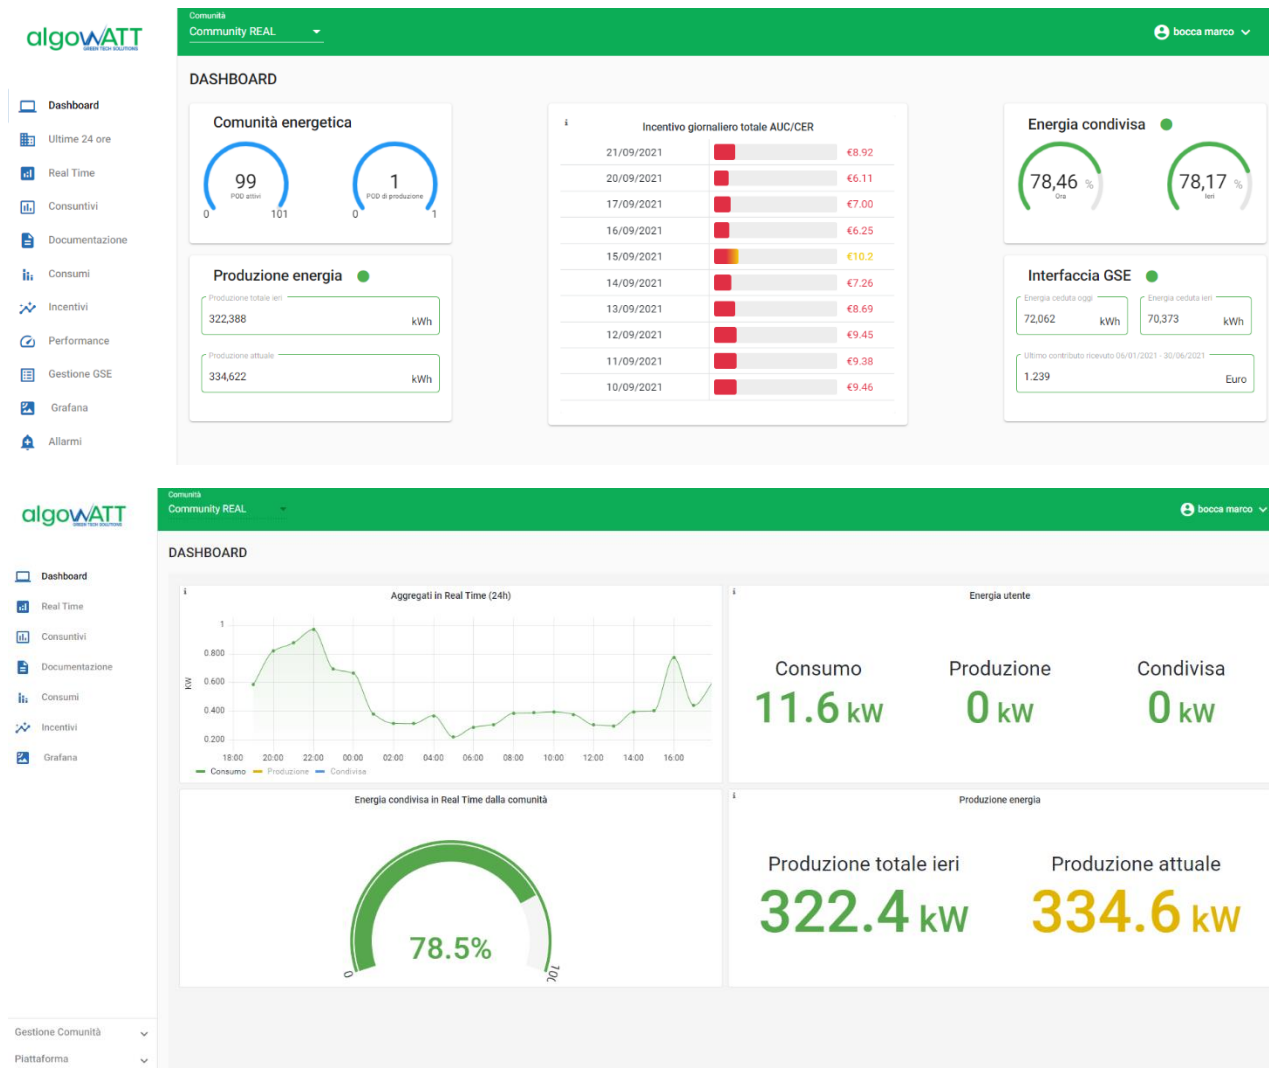 algoWATT
GREEN TECH SOLUTIONS
Comunità
Community REAL
bocca marco
Dashboard
Ultime 24 ore
Real Time
Consuntivi
Documentazione
Consumi
Incentivi
Performance
Gestione GSE
Grafana
Allarmi
DASHBOARD
Comunità energetica
99
POD attivi
0 101
1
POD di produzione
0 1
Produzione energia
Produzione totale ieri
322,388 kWh
Produzione attuale
334,622 kWh
i
Incentivo giornaliero totale AUC/CER
21/09/2021 €8.92
20/09/2021 €6.11
17/09/2021 €7.00
16/09/2021 €6.25
15/09/2021 €10.2
14/09/2021 €7.26
13/09/2021 €8.69
12/09/2021 €9.45
11/09/2021 €9.38
10/09/2021 €9.46
Energia condivisa
78,46 %
Ora
78,17 %
Ieri
Interfaccia GSE
Energia ceduta oggi
72,062 kWh
Energia ceduta ieri
70,373 kWh
Ultimo contributo ricevuto 06/01/2021 - 30/06/2021
1.239 Euro
algoWATT
GREEN TECH SOLUTIONS
Comunità
Community REAL
bocca marco
Dashboard
Real Time
Consuntivi
Documentazione
Consumi
Incentivi
Grafana
Gestione Comunità
Piattaforma
DASHBOARD
i
Aggregati in Real Time (24h)
1
0.800
0.600
0.400
0.200
KW
18:00 20:00 22:00 00:00 02:00 04:00 06:00 08:00 10:00 12:00 14:00 16:00
Consumo Produzione Condivisa
i
Energia utente
Consumo
11.6 kW
Produzione
0 kW
Condivisa
0 kW
Energia condivisa in Real Time dalla comunità
78.5%
0
100
i
Produzione energia
Produzione totale ieri
322.4 kW
Produzione attuale
334.6 kW